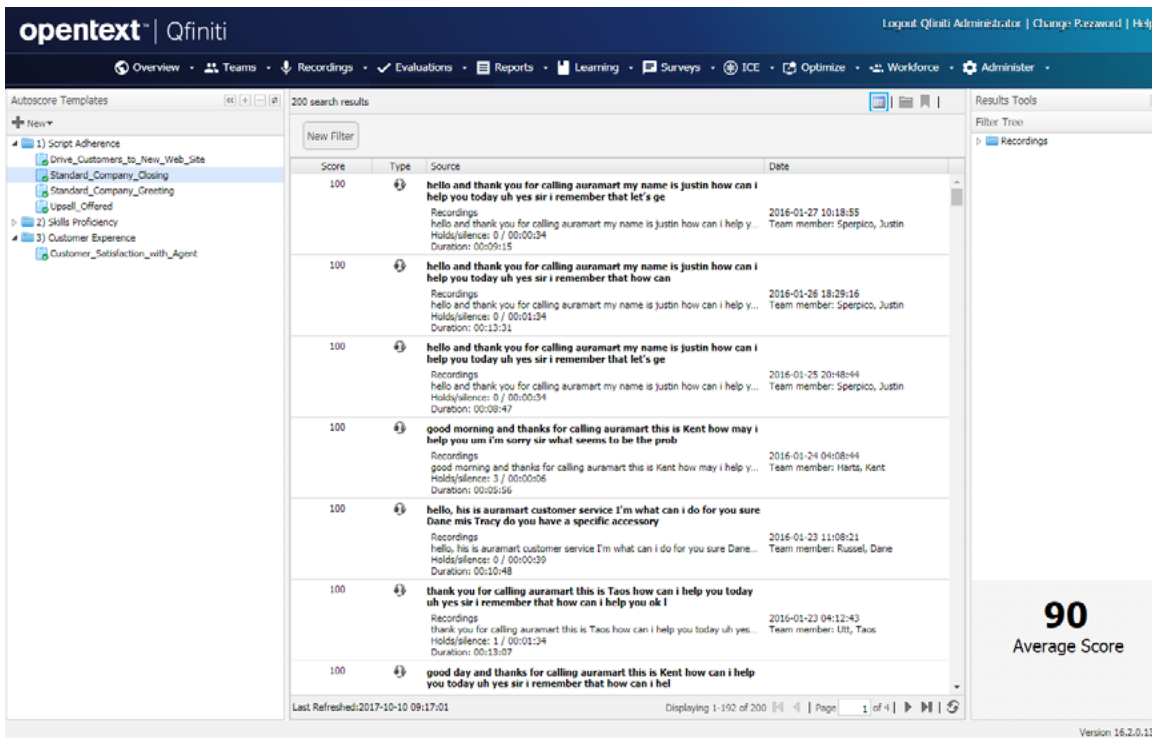 opentext™ | Qfiniti
Logout Qfiniti Administrator | Change Password | Help
Overview Teams Recordings Evaluations Reports Learning Surveys ICE Optimize Workforce Administer
Autoscore Templates
New
1) Script Adherence
Drive_Customers_to_New_Web_Site
Standard_Company_Closing
Standard_Company_Greeting
Upsell_Offered
2) Skills Proficiency
3) Customer Experence
Customer_Satisfaction_with_Agent
200 search results
New Filter
Score Type Source Date
100
hello and thank you for calling auramart my name is justin how can i
help you today uh yes sir i remember that let's ge
Recordings 2016-01-27 10:18:55
hello and thank you for calling auramart my name is justin how can i help y... Team member: Sperpico, Justin
Holds/silence: 0 / 00:00:34
Duration: 00:09:15
100
hello and thank you for calling auramart my name is justin how can i
help you today uh yes sir i remember that how can
Recordings 2016-01-26 18:29:16
hello and thank you for calling auramart my name is justin how can i help y... Team member: Sperpico, Justin
Holds/silence: 0 / 00:01:34
Duration: 00:13:31
100
hello and thank you for calling auramart my name is justin how can i
help you today uh yes sir i remember that let's ge
Recordings 2016-01-25 20:48:44
hello and thank you for calling auramart my name is justin how can i help y... Team member: Sperpico, Justin
Holds/silence: 0 / 00:00:34
Duration: 00:08:47
100
good morning and thanks for calling auramart this is Kent how may i
help you um i'm sorry sir what seems to be the prob
Recordings 2016-01-24 04:08:44
good morning and thanks for calling auramart this is Kent how may i help y... Team member: Harts, Kent
Holds/silence: 3 / 00:00:06
Duration: 00:05:56
100
hello, his is auramart customer service I'm what can i do for you sure
Dane mis Tracy do you have a specific accessory
Recordings 2016-01-23 11:08:21
hello, his is auramart customer service I'm what can i do for you sure Dane... Team member: Russel, Dane
Holds/silence: 0 / 00:00:39
Duration: 00:10:48
100
thank you for calling auramart this is Taos how can i help you today
uh yes sir i remember that how can i help you ok l
Recordings 2016-01-23 04:12:43
thank you for calling auramart this is Taos how can i help you today uh yes... Team member: Utt, Taos
Holds/silence: 1 / 00:01:34
Duration: 00:13:07
100
good day and thanks for calling auramart this is Kent how can i help
you today uh yes sir i remember that how can i hel
Last Refreshed:2017-10-10 09:17:01
Displaying 1-192 of 200 | Page 1 of 4 |
Results Tools
Filter Tree
Recordings
90
Average Score
Version 16.2.0.13